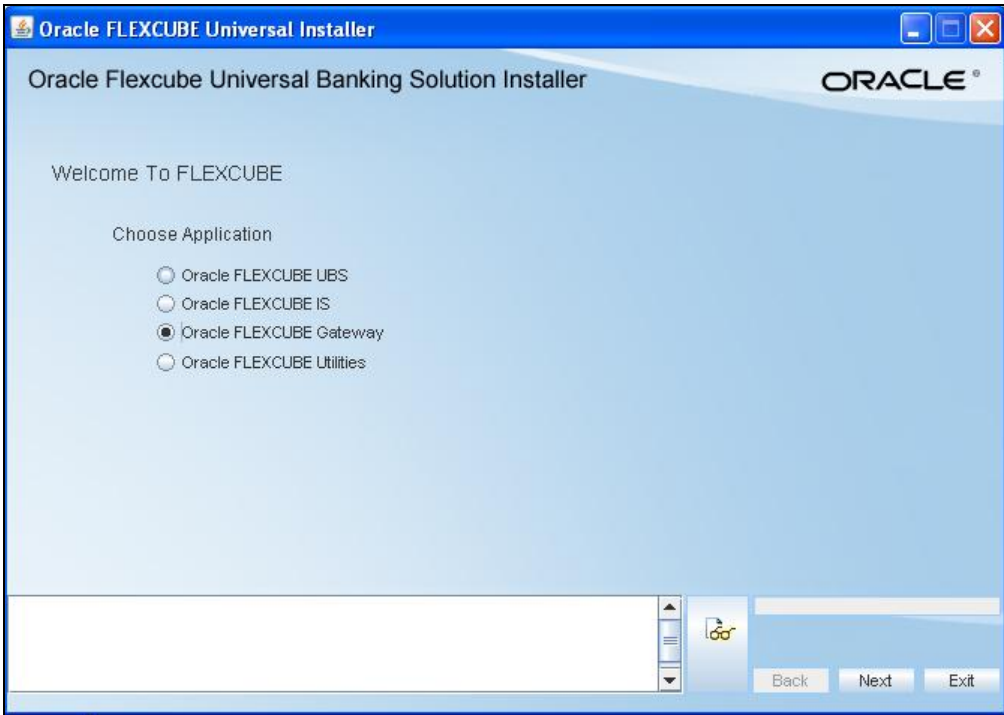 Oracle FLEXCUBE Universal Installer
Oracle Flexcube Universal Banking Solution Installer
ORACLE®
Welcome To FLEXCUBE
Choose Application
Oracle FLEXCUBE UBS
Oracle FLEXCUBE IS
Oracle FLEXCUBE Gateway
Oracle FLEXCUBE Utilities
Back Next Exit